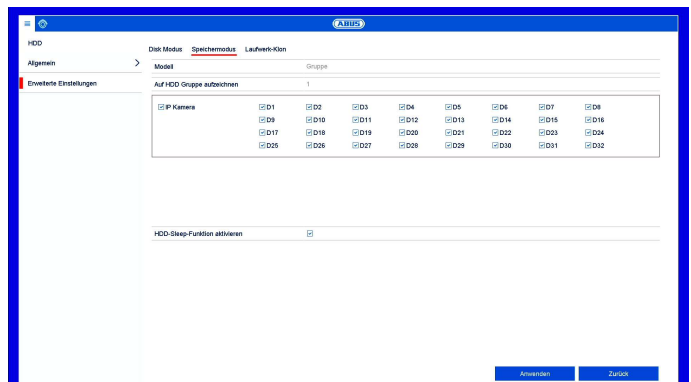 ABUS
HDD
Allgemein
Erweiterte Einstellungen
Disk Modus Speichermodus Laufwerk-Klon
Modell Gruppe
Auf HDD Gruppe aufzeichnen 1
IP Kamera D1 D2 D3 D4 D5 D6 D7 D8
D9 D10 D11 D12 D13 D14 D15 D16
D17 D18 D19 D20 D21 D22 D23 D24
D25 D26 D27 D28 D29 D30 D31 D32
HDD-Sleep-Funktion aktivieren
Anwenden Zurück